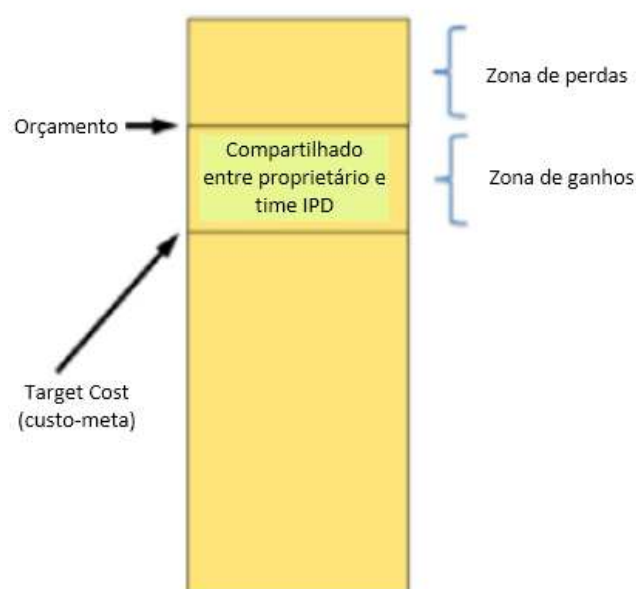 Zona de perdas
Orçamento
Compartilhado
entre proprietário e
time IPD
Zona de ganhos
Target Cost
(custo-meta)